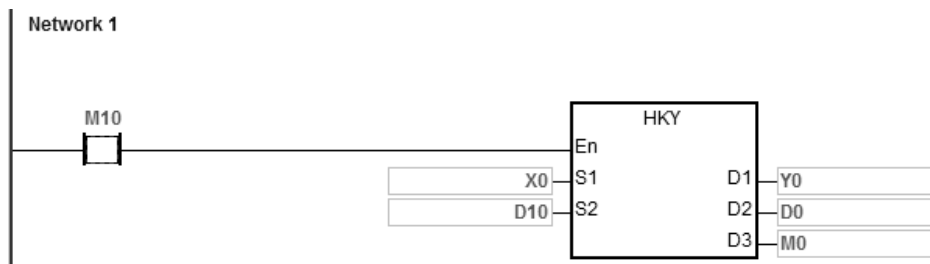 Network 1
M10
HKY
En
X0 S1 D1 Y0
D10 S2 D2 D0
D3 M0